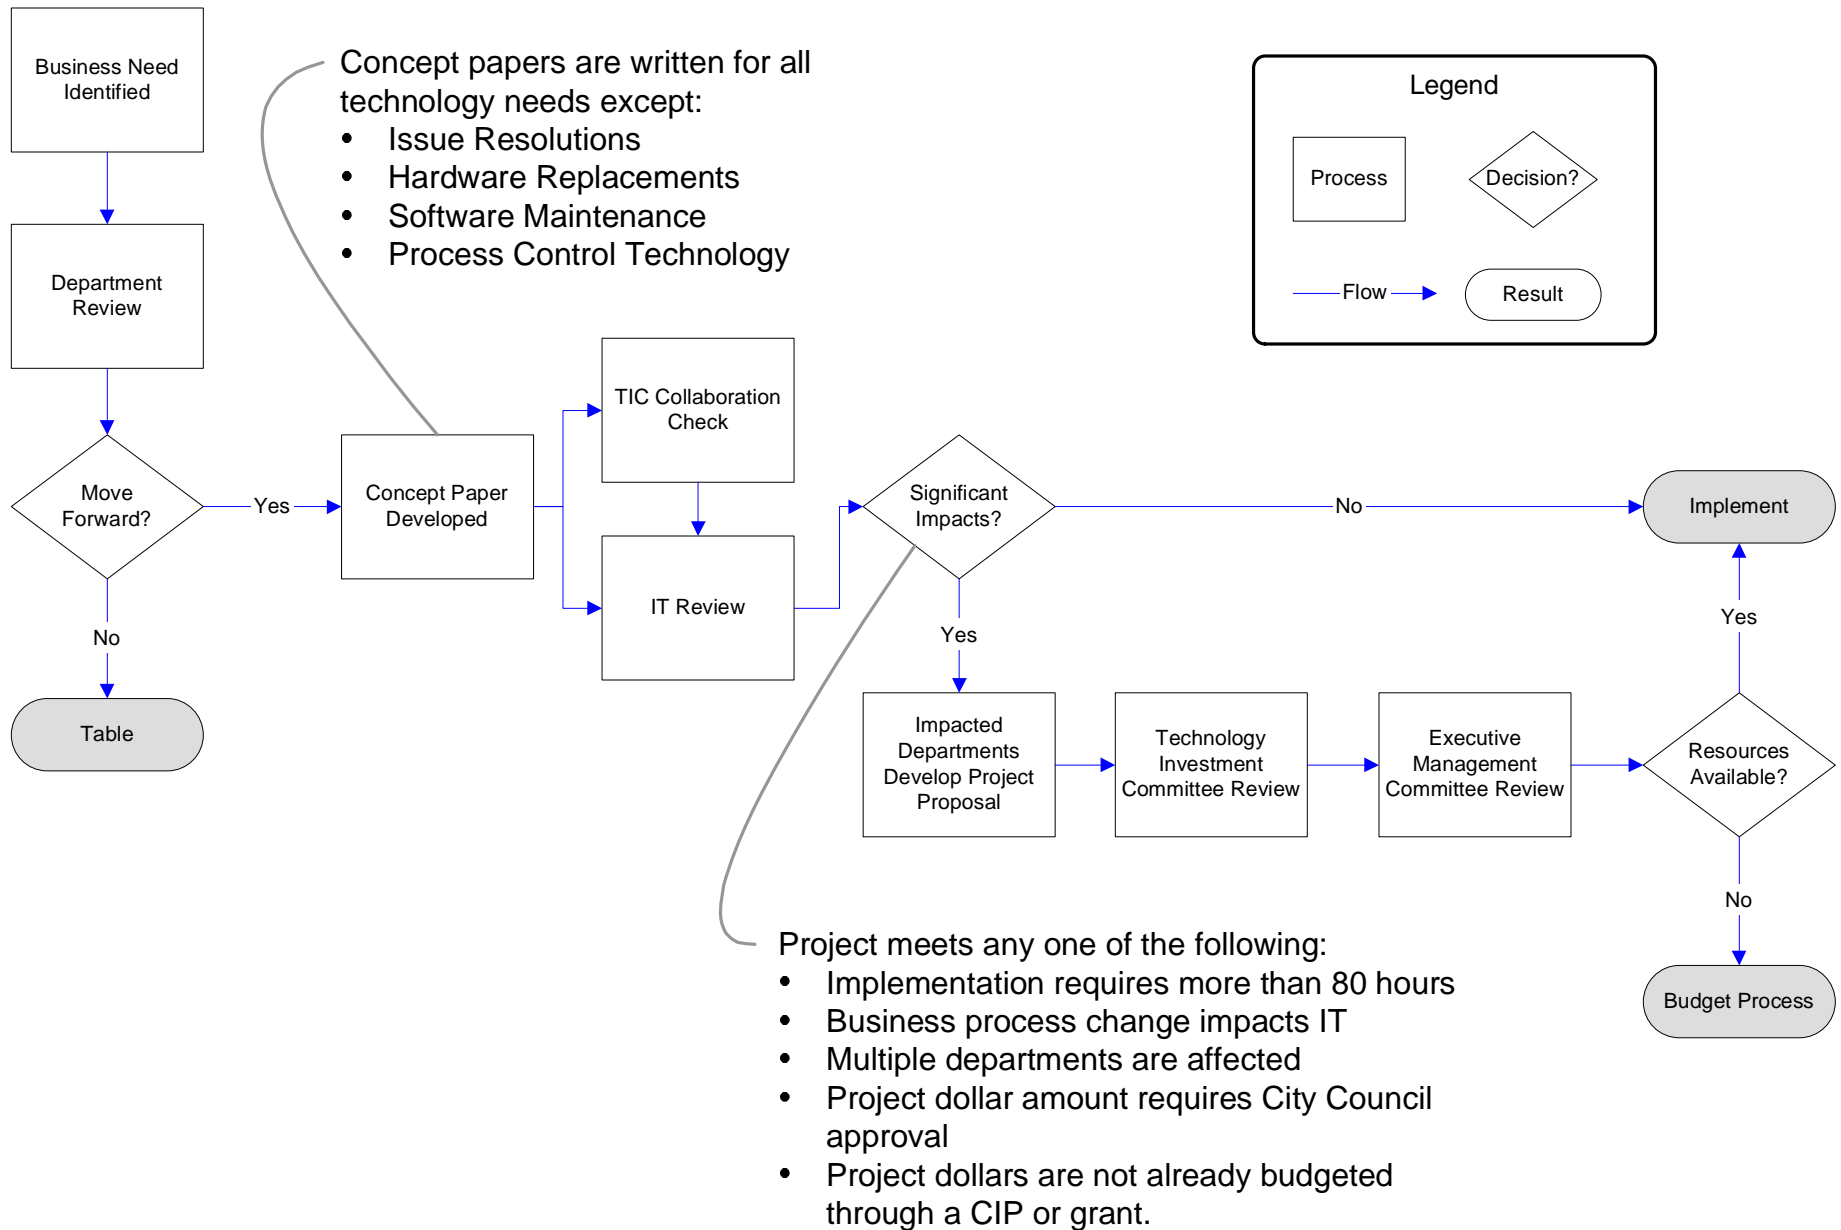 Business Need
Identified
Concept papers are written for all
technology needs except:
• Issue Resolutions
• Hardware Replacements
• Software Maintenance
• Process Control Technology
Legend
Process
Decision?
Flow
Result
Department
Review
Move
Forward?
Yes
No
Table
Concept Paper
Developed
TIC Collaboration
Check
IT Review
Significant
Impacts?
No
Implement
Yes
Impacted
Departments
Develop Project
Proposal
Technology
Investment
Committee Review
Executive
Management
Committee Review
Resources
Available?
Yes
No
Budget Process
Project meets any one of the following:
• Implementation requires more than 80 hours
• Business process change impacts IT
• Multiple departments are affected
• Project dollar amount requires City Council
approval
• Project dollars are not already budgeted
through a CIP or grant.